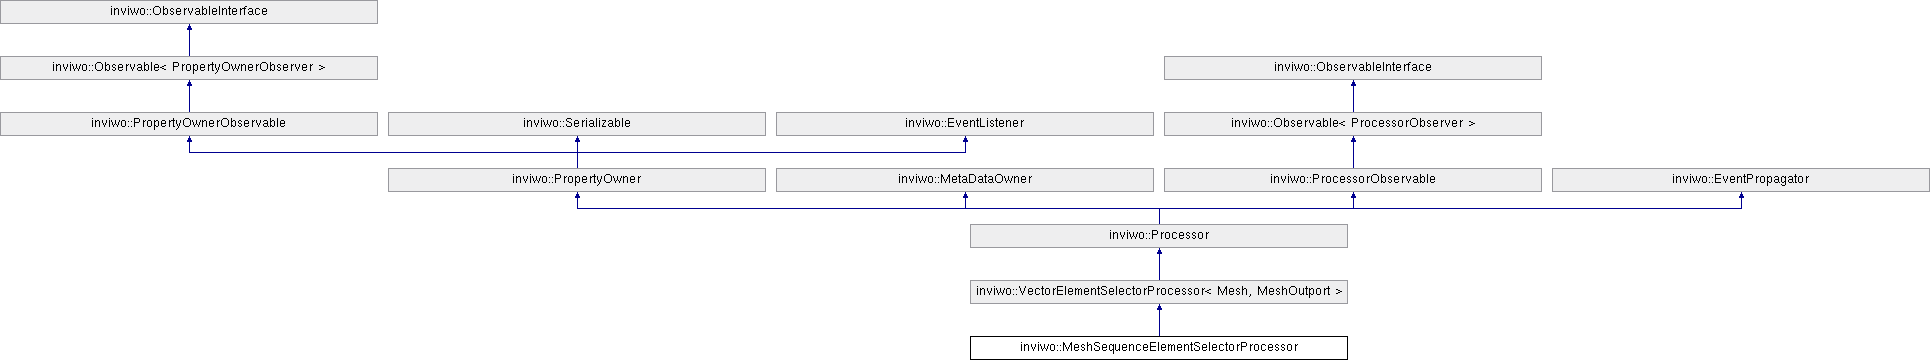 inviwo::ObservableInterface
inviwo::Observable< PropertyOwnerObserver >
inviwo::ObservableInterface
inviwo::PropertyOwnerObservable
inviwo::Serializable
inviwo::EventListener
inviwo::Observable< ProcessorObserver >
inviwo::PropertyOwner
inviwo::MetaDataOwner
inviwo::ProcessorObservable
inviwo::EventPropagator
inviwo::Processor
inviwo::VectorElementSelectorProcessor< Mesh, MeshOutport >
inviwo::MeshSequenceElementSelectorProcessor